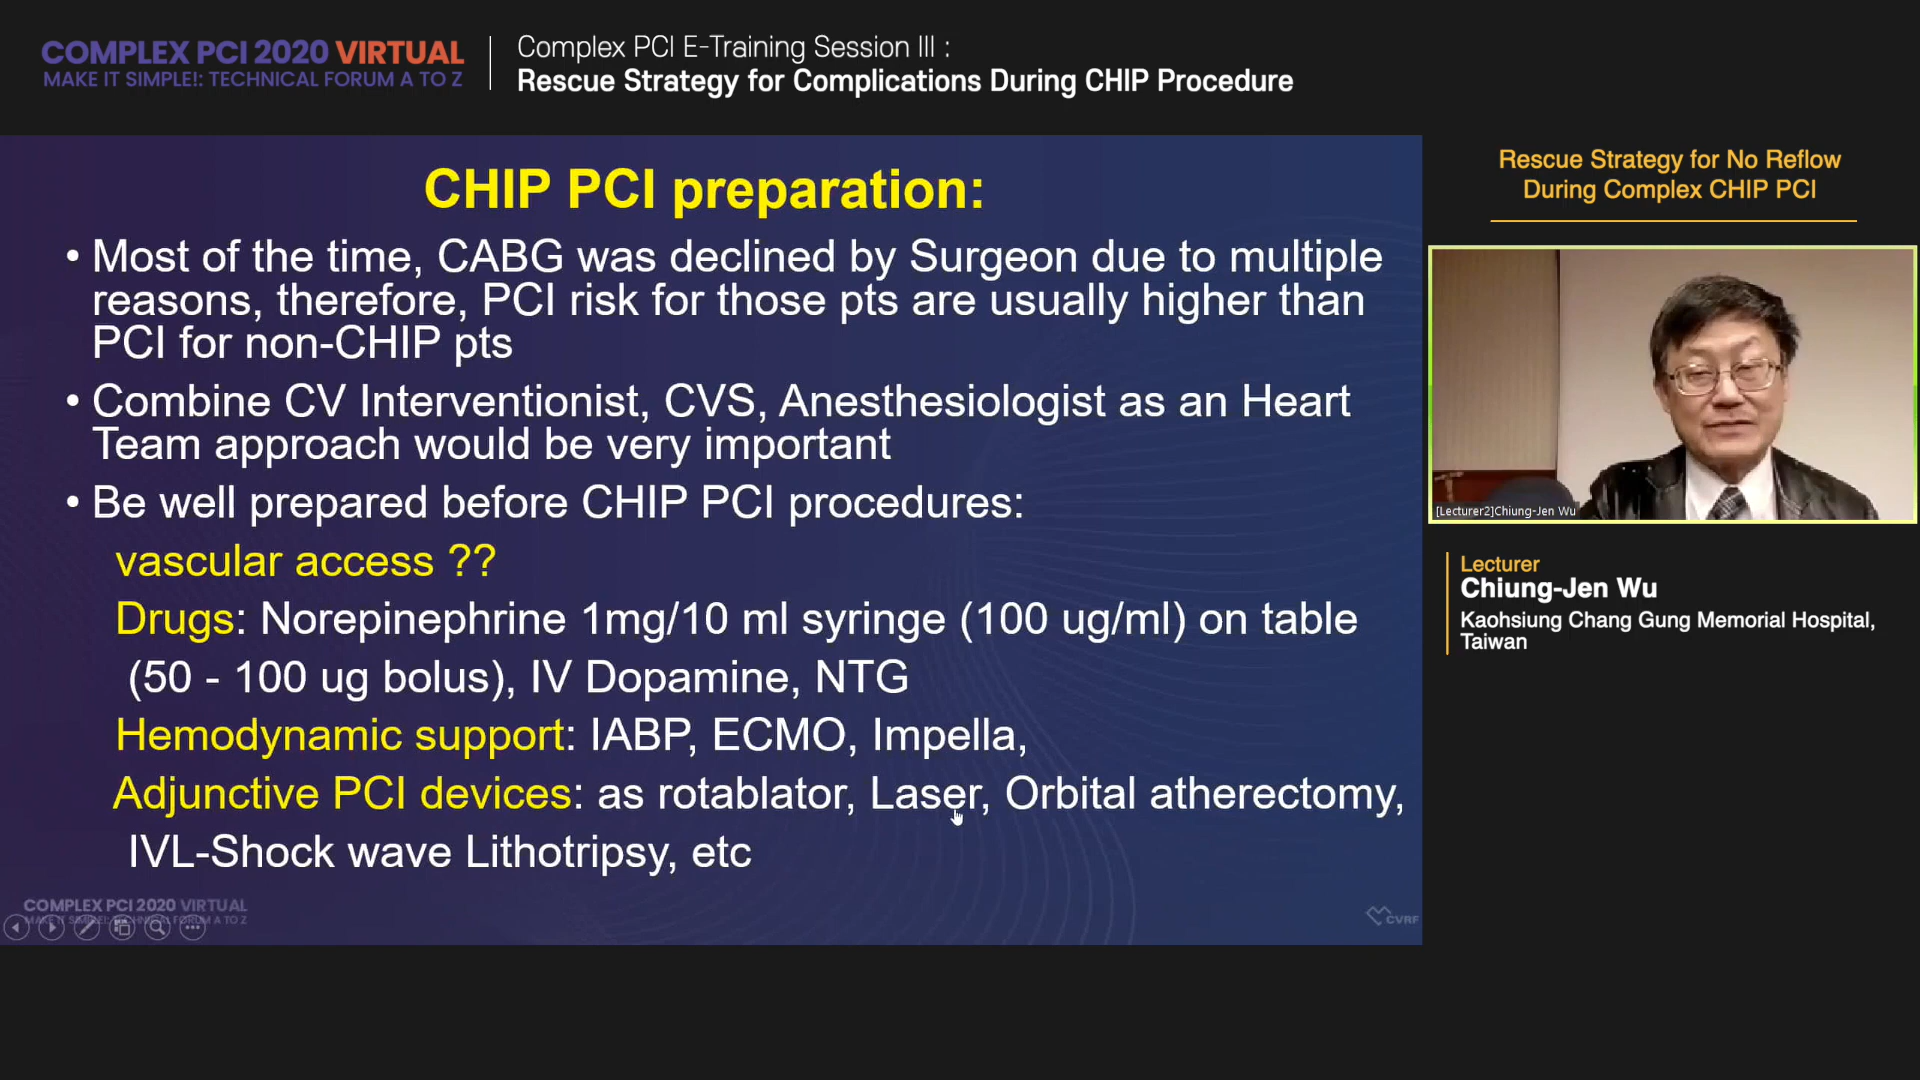 COMPLEX PCI 2020 VIRTUAL
MAKE IT SIMPLE!: TECHNICAL FORUM A TO Z
Complex PCI E-Training Session III :
Rescue Strategy for Complications During CHIP Procedure
CHIP PCI preparation:
• Most of the time, CABG was declined by Surgeon due to multiple
reasons, therefore, PCI risk for those pts are usually higher than
PCI for non-CHIP pts
• Combine CV Interventionist, CVS, Anesthesiologist as an Heart
Team approach would be very important
• Be well prepared before CHIP PCI procedures:
vascular access ??
Drugs: Norepinephrine 1mg/10 ml syringe (100 ug/ml) on table
(50 - 100 ug bolus), IV Dopamine, NTG
Hemodynamic support: IABP, ECMO, Impella,
Adjunctive PCI devices: as rotablator, Laser, Orbital atherectomy,
IVL-Shock wave Lithotripsy, etc
COMPLEX PCI 2020 VIRTUAL
MAKE IT SIMPLE!: TECHNICAL FORUM A TO Z
CVRF
Rescue Strategy for No Reflow
During Complex CHIP PCI
[Lecturer2]Chiung-Jen Wu
Lecturer
Chiung-Jen Wu
Kaohsiung Chang Gung Memorial Hospital,
Taiwan